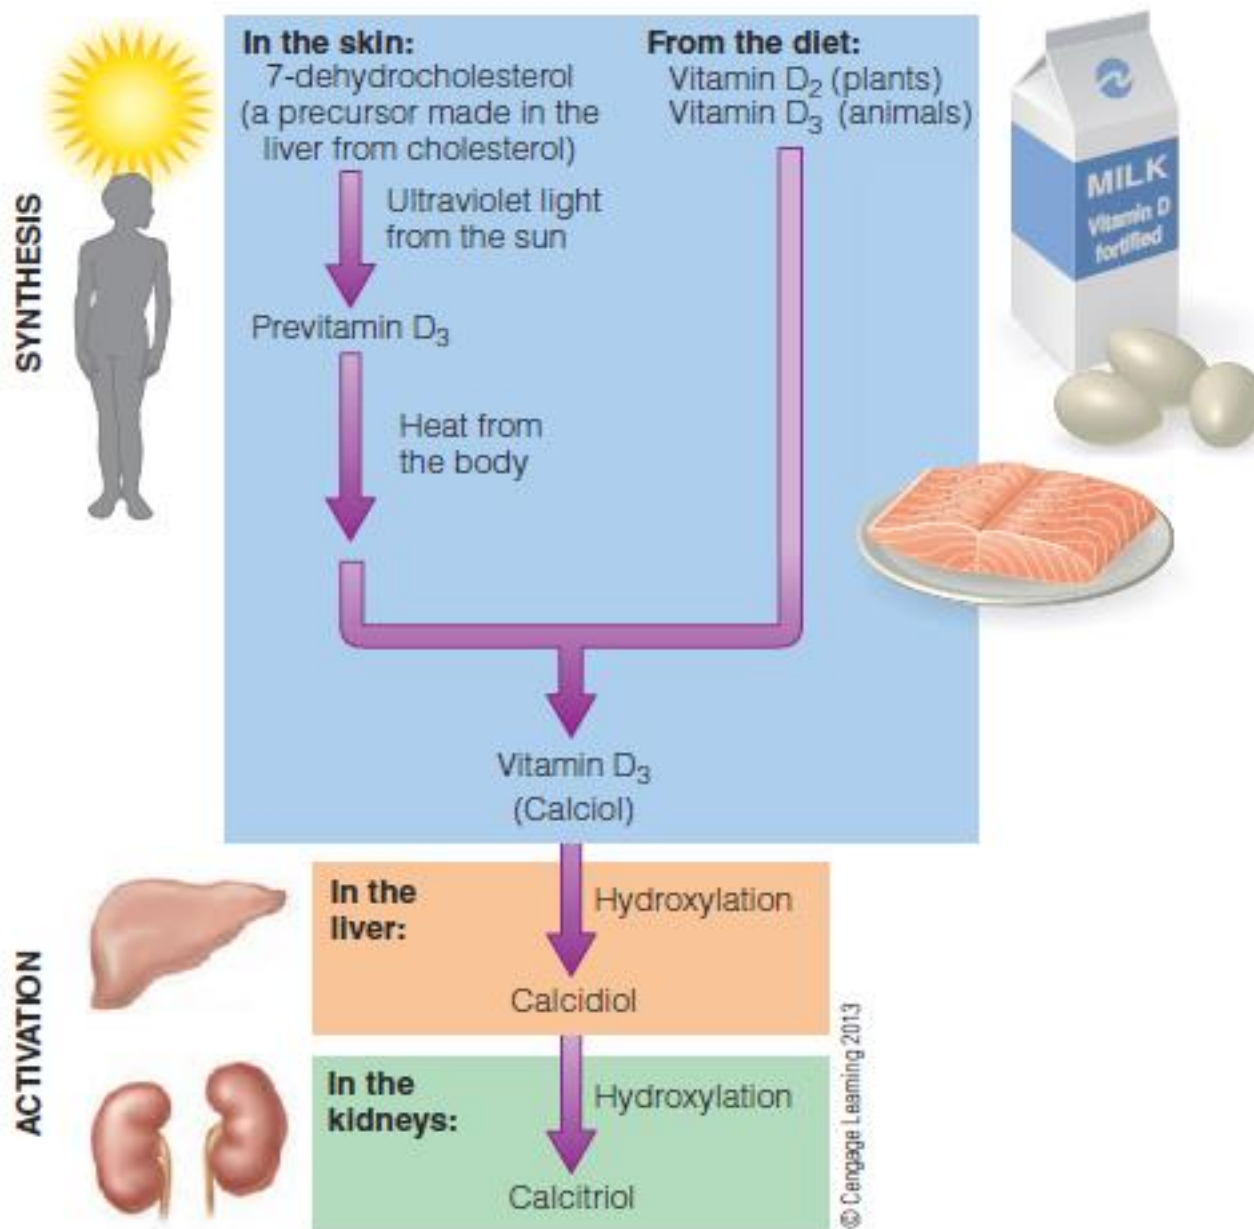 SYNTHESIS
In the skin:
7-dehydrocholesterol
(a precursor made in the
liver from cholesterol)
Ultraviolet light
from the sun
Previtamin D₃
Heat from
the body
From the diet:
Vitamin D₂ (plants)
Vitamin D₃ (animals)
MILK
Vitamin D
fortified
Vitamin D₃
(Calciol)
ACTIVATION
In the
liver:
Hydroxylation
Calcidiol
In the
kidneys:
Hydroxylation
Calcitriol
© Cengage Learning 2013